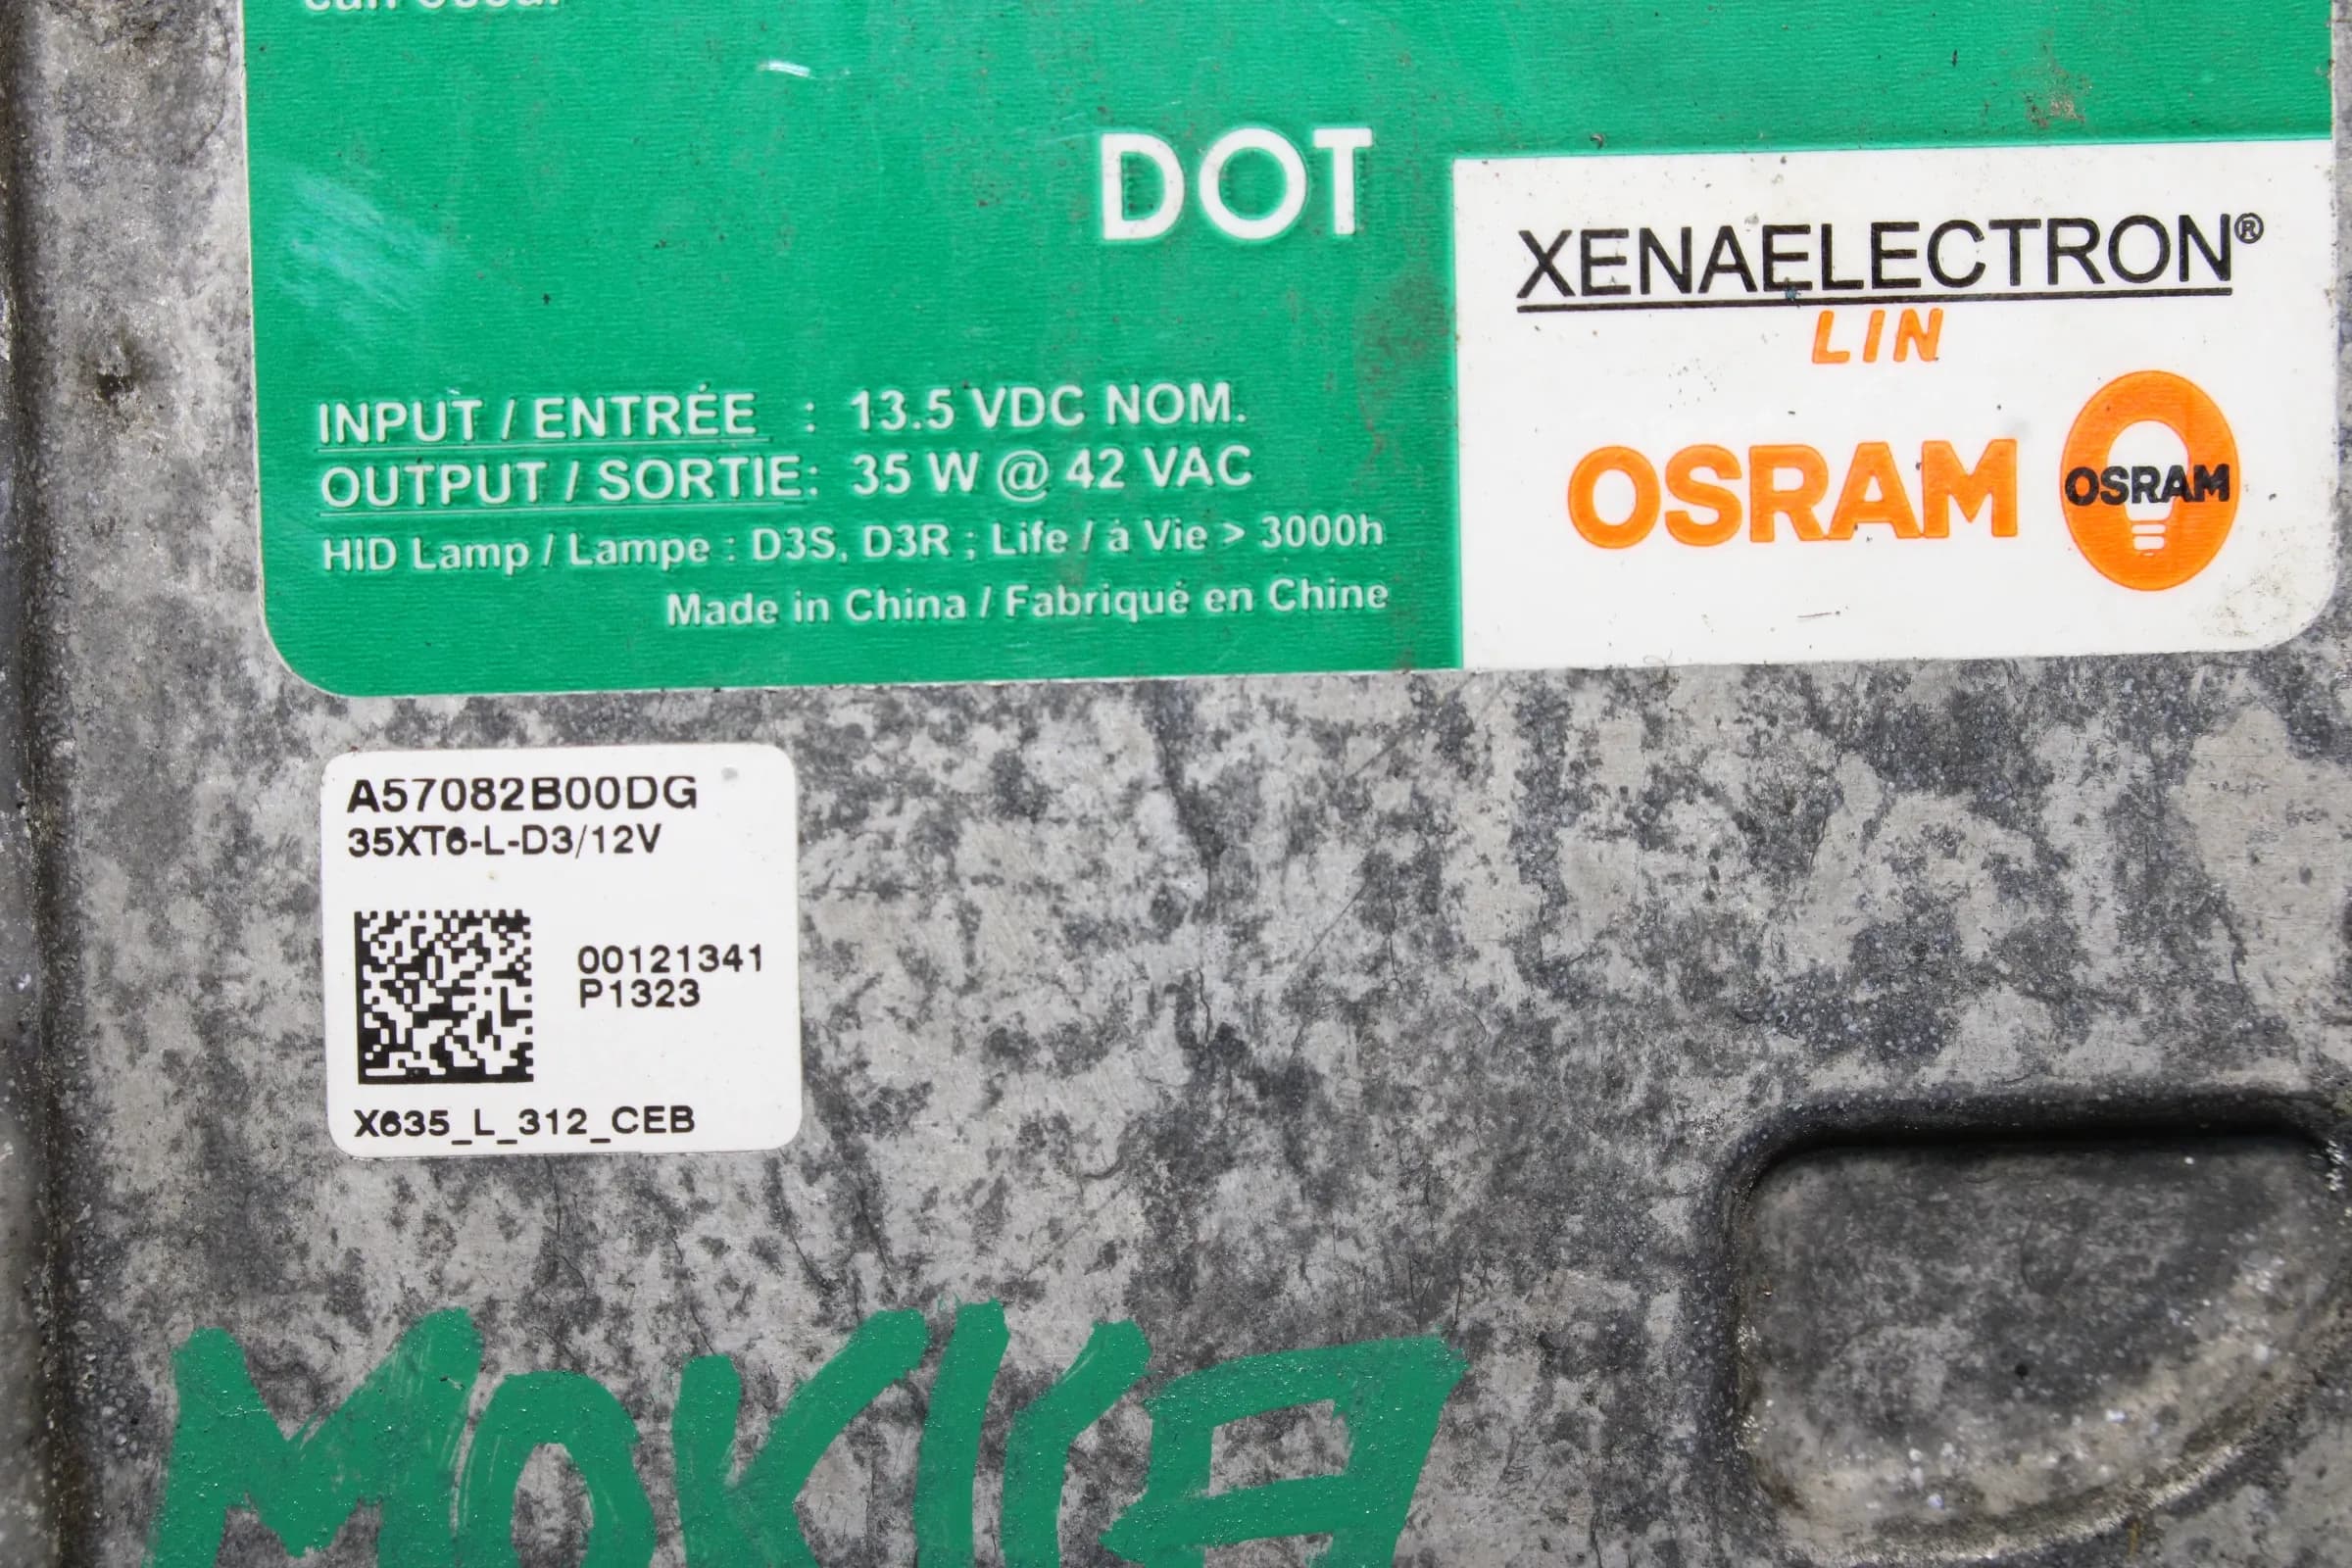 DOT
XENAELECTRON®
LIN
OSRAM
OSRAM
INPUT / ENTRÉE : 13.5 VDC NOM.
OUTPUT / SORTIE: 35 W @ 42 VAC
HID Lamp / Lampe : D3S, D3R ; Life / à Vie > 3000h
Made in China / Fabriqué en Chine
A57082B00DG
35XT6-L-D3/12V
00121341
P1323
X635_L_312_CEB
MOKKA